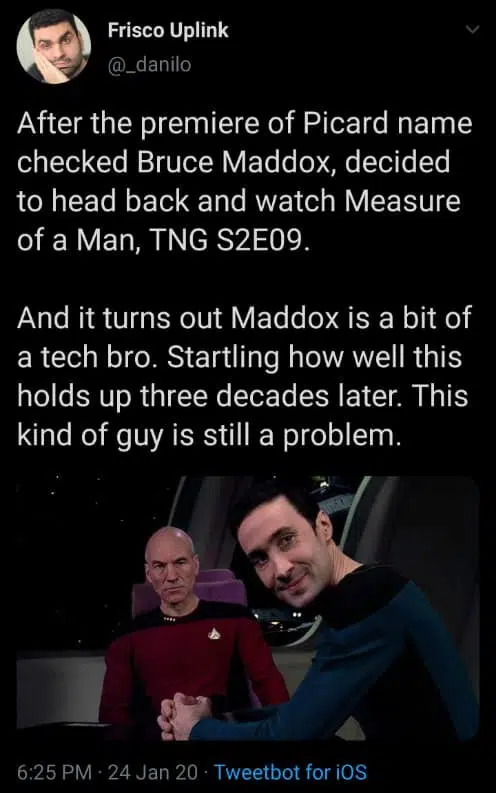 Frisco Uplink
@_danilo
After the premiere of Picard name
checked Bruce Maddox, decided
to head back and watch Measure
of a Man, TNG S2E09.
And it turns out Maddox is a bit of
a tech bro. Startling how well this
holds up three decades later. This
kind of guy is still a problem.
6:25 PM · 24 Jan 20 · Tweetbot for iOS